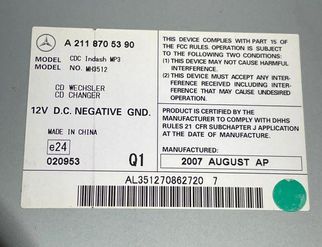 A 211 870 53 90
MODEL CDC Indash MP3
MODEL NO. MH3512
CD WECHSLER
CD CHANGER
12V D.C. NEGATIVE GND.
MADE IN CHINA
e24
020953
Q1
THIS DEVICE COMPLIES WITH PART 15 OF
THE FCC RULES. OPERATION IS SUBJECT
TO THE FOLLOWING TWO CONDITIONS:
(1) THIS DEVICE MAY NOT CAUSE HARMFUL
INTERFERENCE, AND
(2) THIS DEVICE MUST ACCEPT ANY INTER-
FERENCE RECEIVED INCLUDING INTER-
FERENCE THAT MAY CAUSE UNDESIRED
OPERATION.
THIS PRODUCT IS CERTIFIED BY THE
MANUFACTURER TO COMPLY WITH DHHS
RULES 21 CFR SUBCHAPTER J APPLICATION
AT THE DATE OF MANUFACTURE.
MANUFACTURED:
2007 AUGUST AP
AL351270862720 7